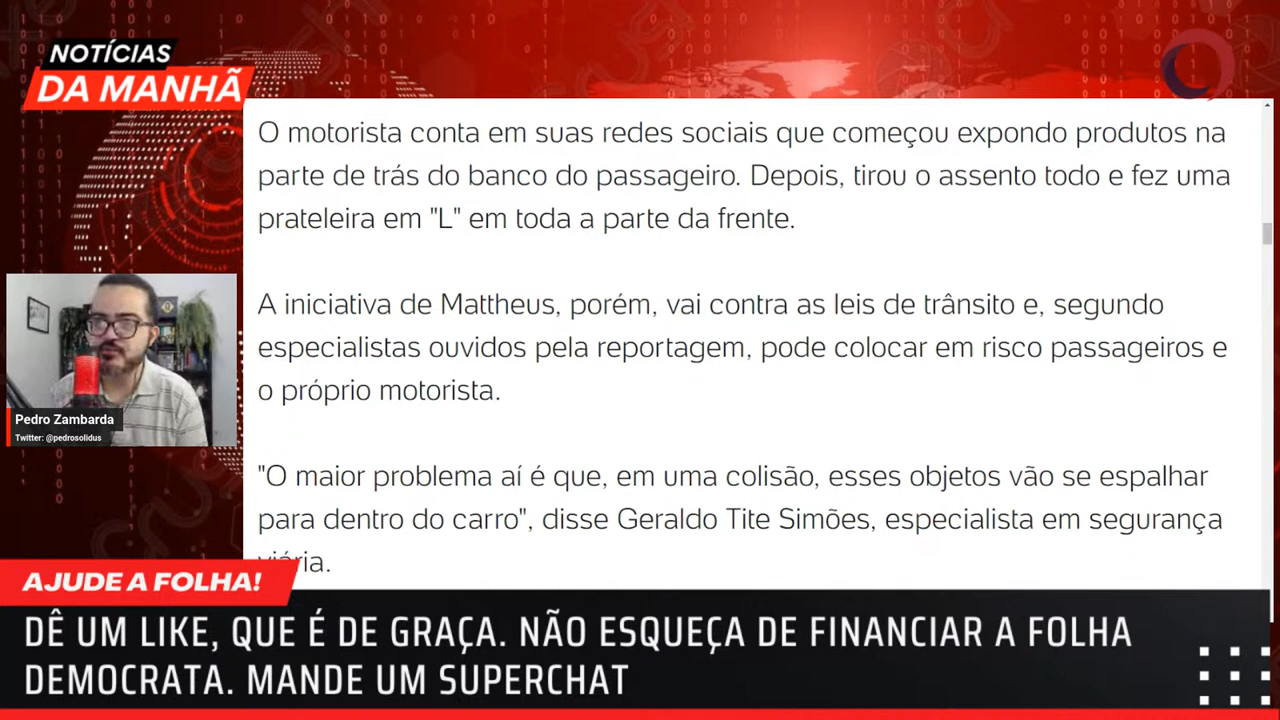 NOTÍCIAS
DA MANHÃ
O motorista conta em suas redes sociais que começou expondo produtos na
parte de trás do banco do passageiro. Depois, tirou o assento todo e fez uma
prateleira em "L" em toda a parte da frente.
A iniciativa de Mattheus, porém, vai contra as leis de trânsito e, segundo
especialistas ouvidos pela reportagem, pode colocar em risco passageiros e
o próprio motorista.
"O maior problema aí é que, em uma colisão, esses objetos vão se espalhar
para dentro do carro", disse Geraldo Tite Simões, especialista em segurança
viária.
Pedro Zambarda
Twitter: @pedrosolidus
AJUDE A FOLHA!
DÊ UM LIKE, QUE É DE GRAÇA. NÃO ESQUEÇA DE FINANCIAR A FOLHA
DEMOCRATA. MANDE UM SUPERCHAT